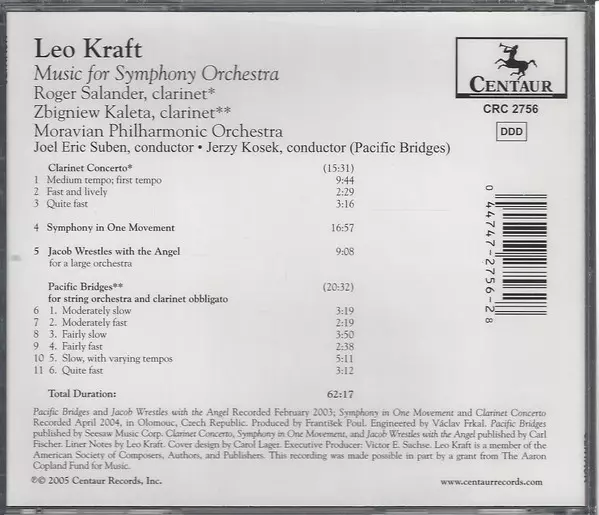 Leo Kraft
Music for Symphony Orchestra
Roger Salander, clarinet*
Zbigniew Kaleta, clarinet**
Moravian Philharmonic Orchestra
Joel Eric Suben, conductor • Jerzy Kosek, conductor (Pacific Bridges)
CENTAUR
CRC 2756
DDD
Clarinet Concerto* (15:31)
1 Medium tempo; first tempo 9:44
2 Fast and lively 2:29
3 Quite fast 3:16
4 Symphony in One Movement 16:57
5 Jacob Wrestles with the Angel 9:08
for a large orchestra
Pacific Bridges** (20:32)
for string orchestra and clarinet obbligato
6 1. Moderately slow 3:19
7 2. Moderately fast 2:19
8 3. Fairly slow 3:50
9 4. Fairly fast 2:38
10 5. Slow, with varying tempos 5:11
11 6. Quite fast 3:12
Total Duration: 62:17
0 44747-2756-2 8
Pacific Bridges and Jacob Wrestles with the Angel Recorded February 2003; Symphony in One Movement and Clarinet Concerto
Recorded April 2004, in Olomouc, Czech Republic. Produced by František Poul. Engineered by Václav Frkal. Pacific Bridges
published by Seesaw Music Corp. Clarinet Concerto, Symphony in One Movement, and Jacob Wrestles with the Angel published by Carl
Fischer. Liner Notes by Leo Kraft. Cover design by Carol Lager. Executive Producer: Victor E. Sachse. Leo Kraft is a member of the
American Society of Composers, Authors, and Publishers. This recording was made possible in part by a grant from The Aaron
Copland Fund for Music.
℗© 2005 Centaur Records, Inc.
www.centaurrecords.com